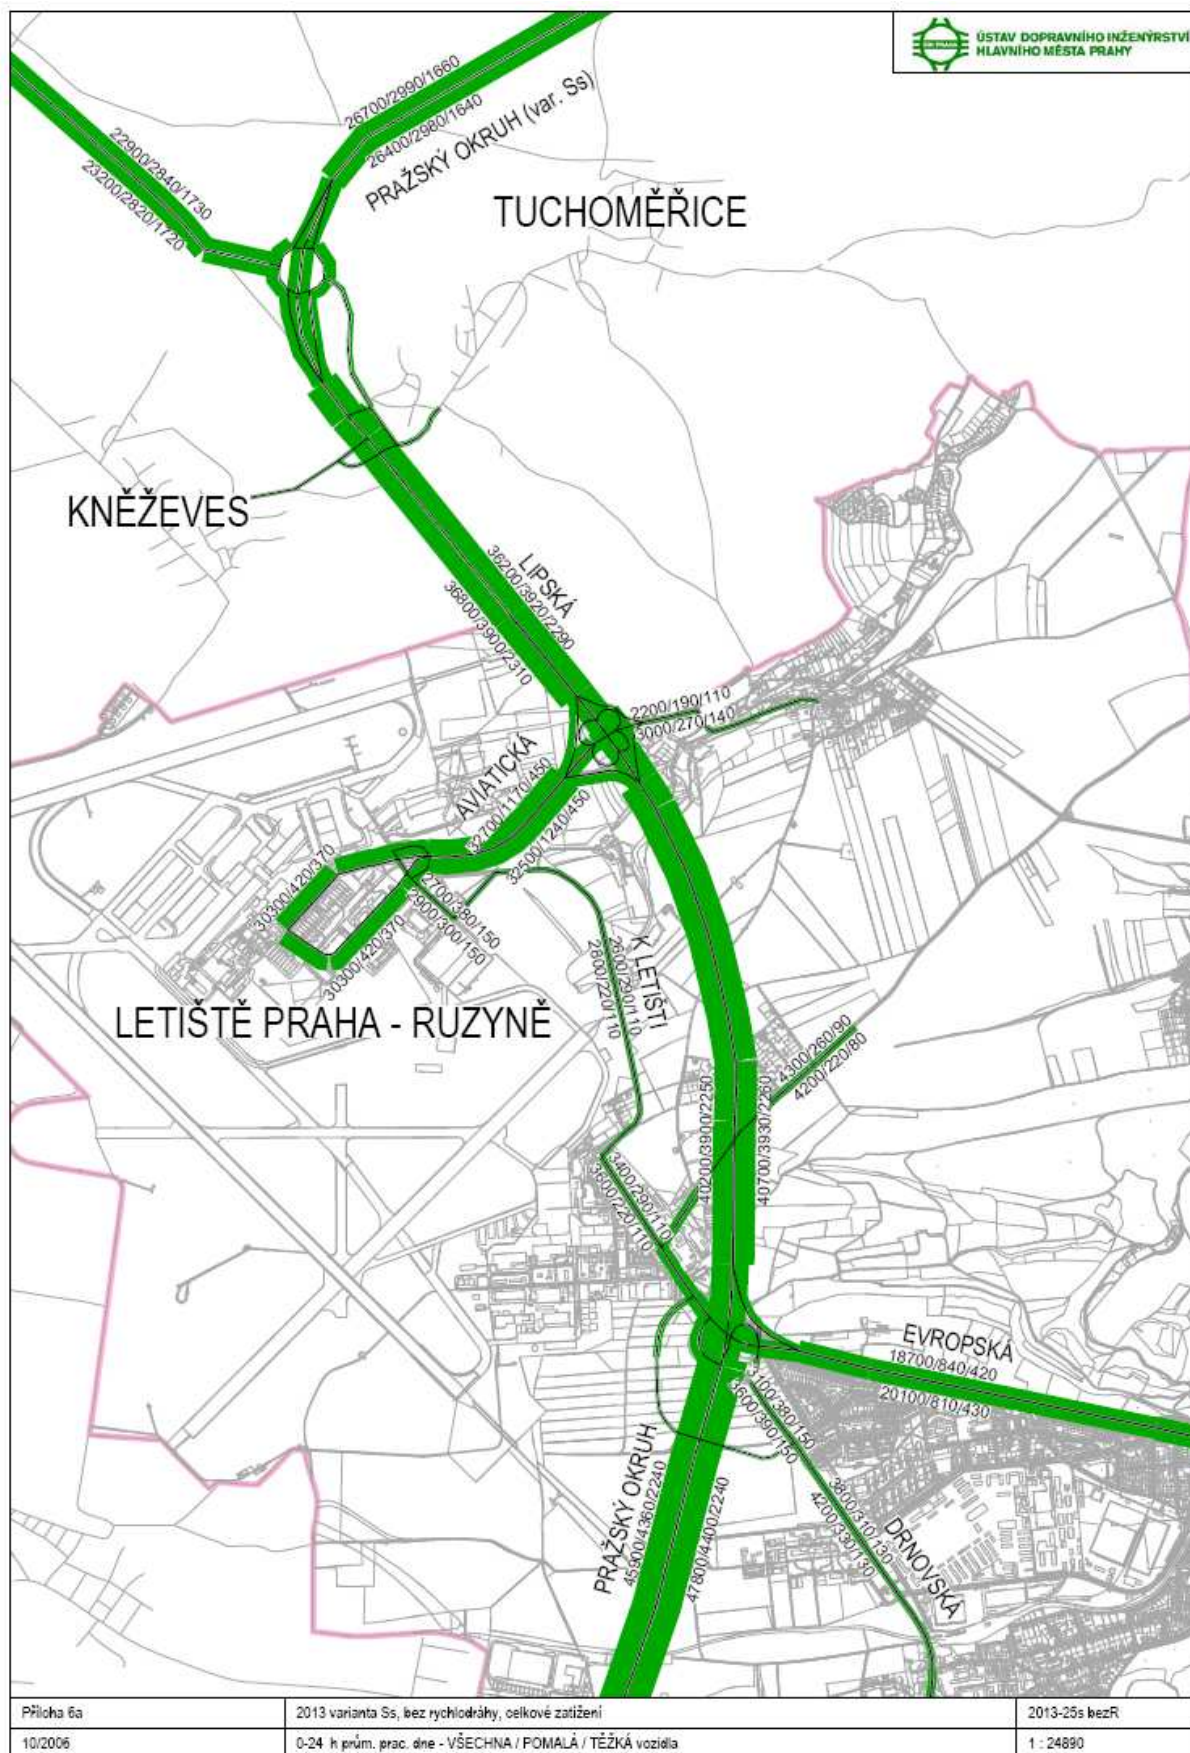 ÚSTAV DOPRAVNÍHO INŽENÝRSTVÍ
HLAVNÍHO MĚSTA PRAHY
26700/2990/1660
26400/2980/1640
PRAŽSKÝ OKRUH (var. Ss)
22900/2840/1730
23200/2820/1720
TUCHOMĚŘICE
KNĚŽEVES
LIPSKÁ
36200/3920/2290
36800/3900/2310
2200/190/110
3000/270/140
AVIATICKÁ
32700/1170/450
32500/1240/450
30300/420/370
30300/420/370
2700/380/150
2900/300/150
K LETIŠTI
2600/290/110
2800/220/110
LETIŠTĚ PRAHA - RUZYNĚ
4300/260/90
4200/220/80
40200/3900/2250
40700/3930/2260
3400/290/110
3600/220/110
EVROPSKÁ
18700/840/420
20100/810/430
3100/380/150
3600/390/150
PRAŽSKÝ OKRUH
45900/4360/2240
47800/4400/2240
3800/310/130
4200/330/130
DRNOVSKÁ
Příloha 6a
2013 varianta Ss, bez rychlodráhy, celkové zatížení
2013-25s bezR
10/2006
0-24 h prům. prac. dne - VŠECHNA / POMALÁ / TĚŽKÁ vozidla
1 : 24890